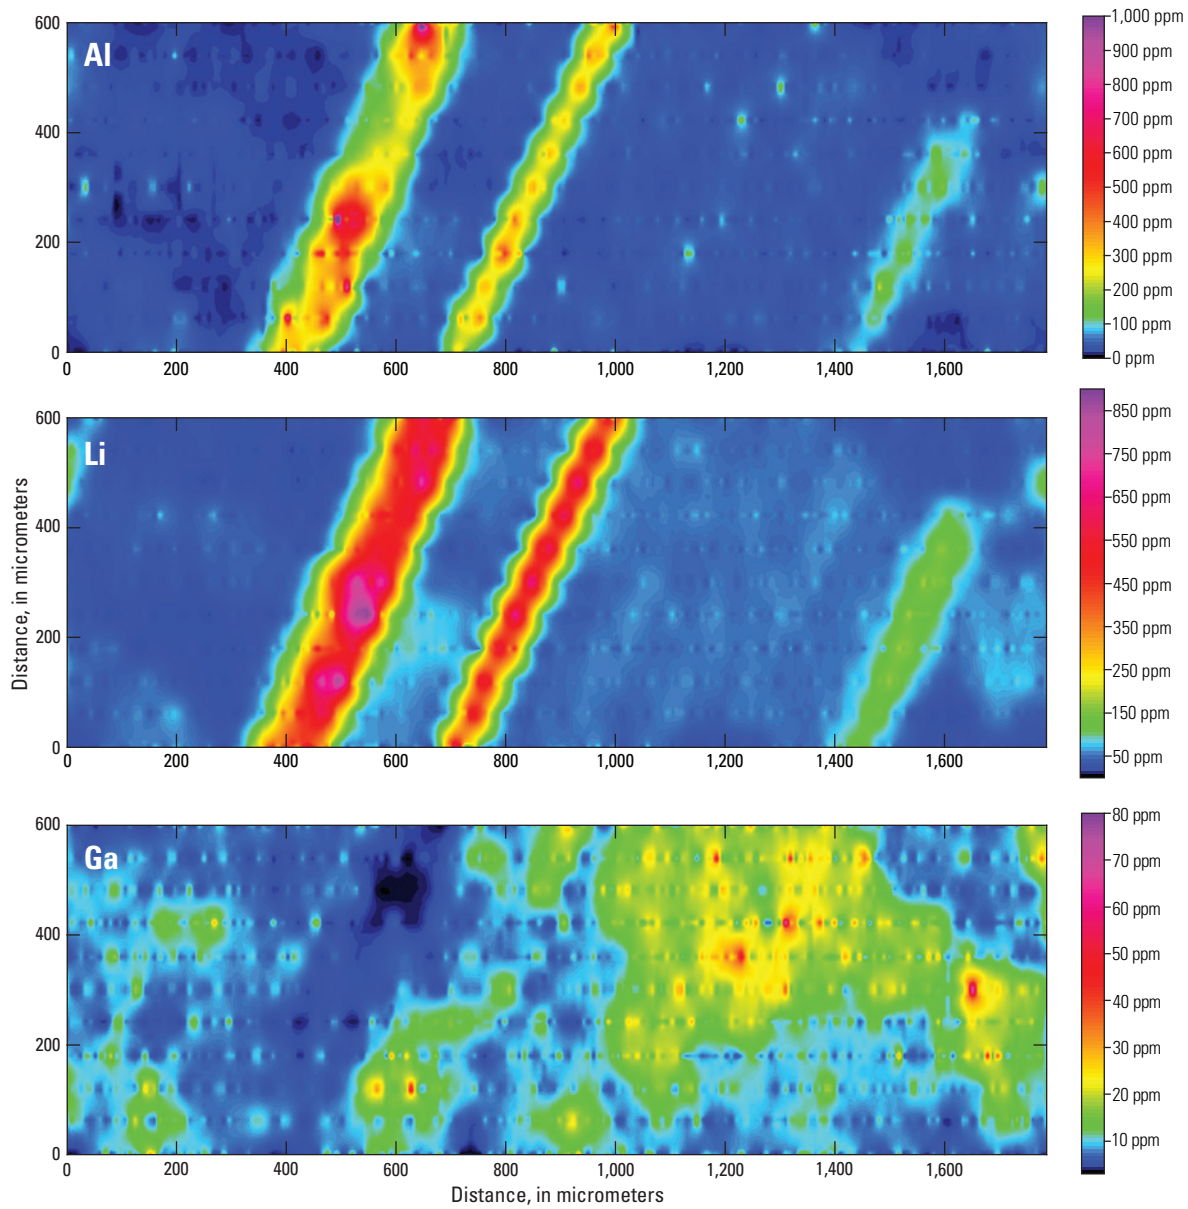 Al
600
400
200
0
0 200 400 600 800 1,000 1,200 1,400 1,600
1,000 ppm
900 ppm
800 ppm
700 ppm
600 ppm
500 ppm
400 ppm
300 ppm
200 ppm
100 ppm
0 ppm
Li
Distance, in micrometers
600
400
200
0
0 200 400 600 800 1,000 1,200 1,400 1,600
850 ppm
750 ppm
650 ppm
550 ppm
450 ppm
350 ppm
250 ppm
150 ppm
50 ppm
Ga
600
400
200
0
0 200 400 600 800 1,000 1,200 1,400 1,600
Distance, in micrometers
80 ppm
70 ppm
60 ppm
50 ppm
40 ppm
30 ppm
20 ppm
10 ppm